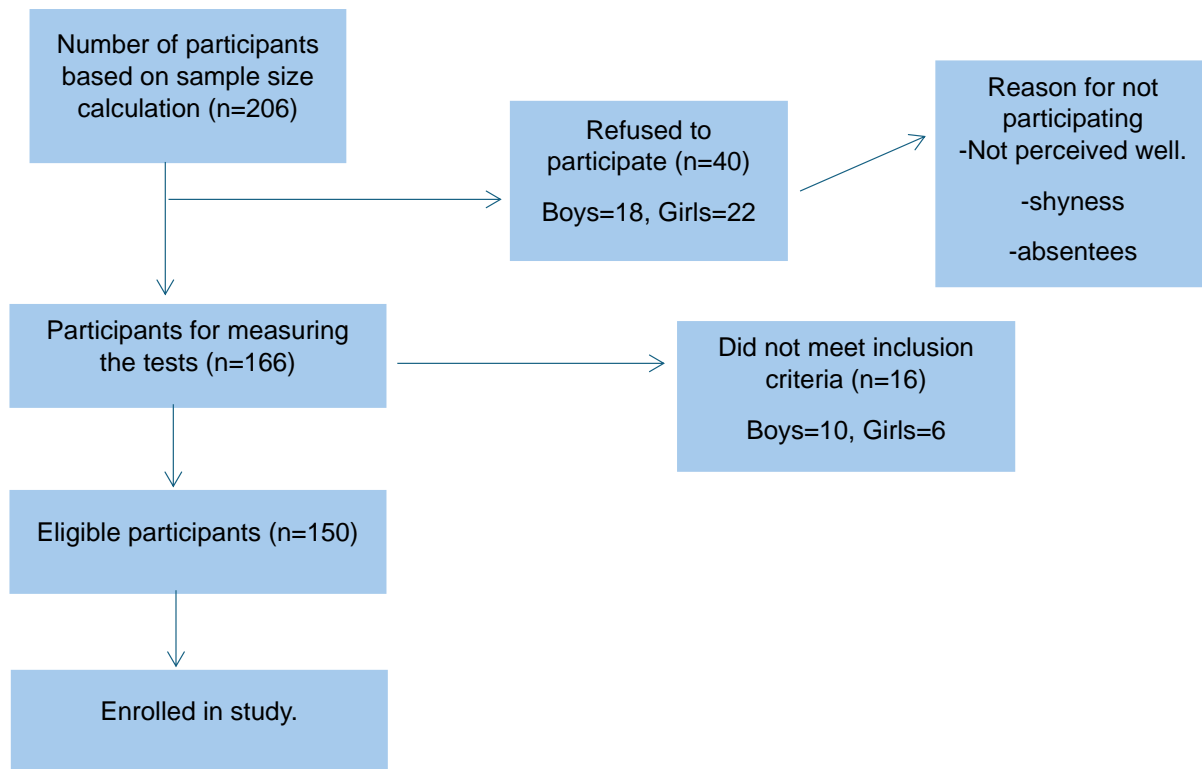 Number of participants
based on sample size
calculation (n=206)
Refused to
participate (n=40)
Boys=18, Girls=22
Reason for not
participating
-Not perceived well.
-shyness
-absentees
Participants for measuring
the tests (n=166)
Did not meet inclusion
criteria (n=16)
Boys=10, Girls=6
Eligible participants (n=150)
Enrolled in study.